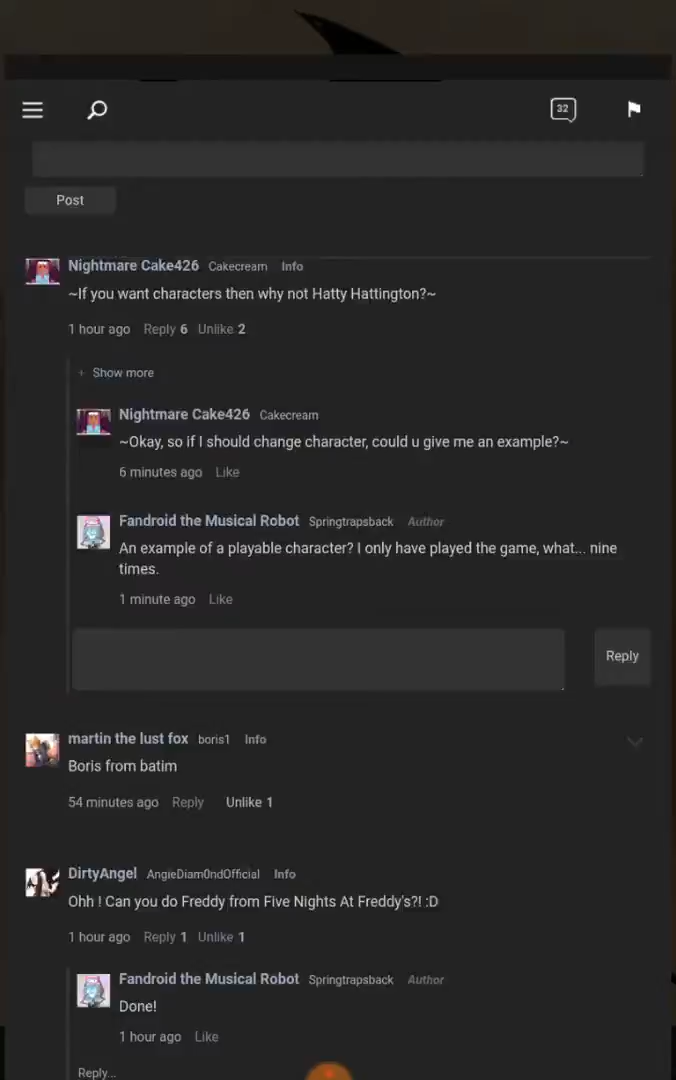 32
Post
Nightmare Cake426 Cakecream Info
~If you want characters then why not Hatty Hattington?~
1 hour ago Reply 6 Unlike 2
+ Show more
Nightmare Cake426 Cakecream
~Okay, so if I should change character, could u give me an example?~
6 minutes ago Like
Fandroid the Musical Robot Springtrapsback Author
An example of a playable character? I only have played the game, what... nine
times.
1 minute ago Like
Reply
martin the lust fox boris1 Info
Boris from batim
54 minutes ago Reply Unlike 1
DirtyAngel AngieDiam0ndOfficial Info
Ohh ! Can you do Freddy from Five Nights At Freddy's?! :D
1 hour ago Reply 1 Unlike 1
Fandroid the Musical Robot Springtrapsback Author
Done!
1 hour ago Like
Reply...